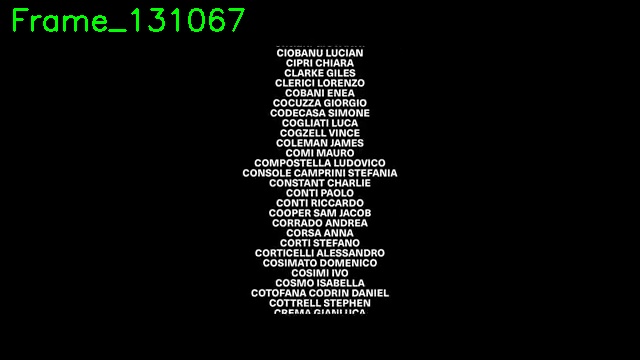 Frame_131067
CIOBANU LUCIAN
CIPRI CHIARA
CLARKE GILES
CLERICI LORENZO
COBANI ENEA
COCUZZA GIORGIO
CODECASA SIMONE
COGLIATI LUCA
COGZELL VINCE
COLEMAN JAMES
COMI MAURO
COMPOSTELLA LUDOVICO
CONSOLE CAMPRINI STEFANIA
CONSTANT CHARLIE
CONTI PAOLO
CONTI RICCARDO
COOPER SAM JACOB
CORRADO ANDREA
CORSA ANNA
CORTI STEFANO
CORTICELLI ALESSANDRO
COSIMATO DOMENICO
COSIMI IVO
COSMO ISABELLA
COTOFANA CODRIN DANIEL
COTTRELL STEPHEN
CREMA GIANLUCA